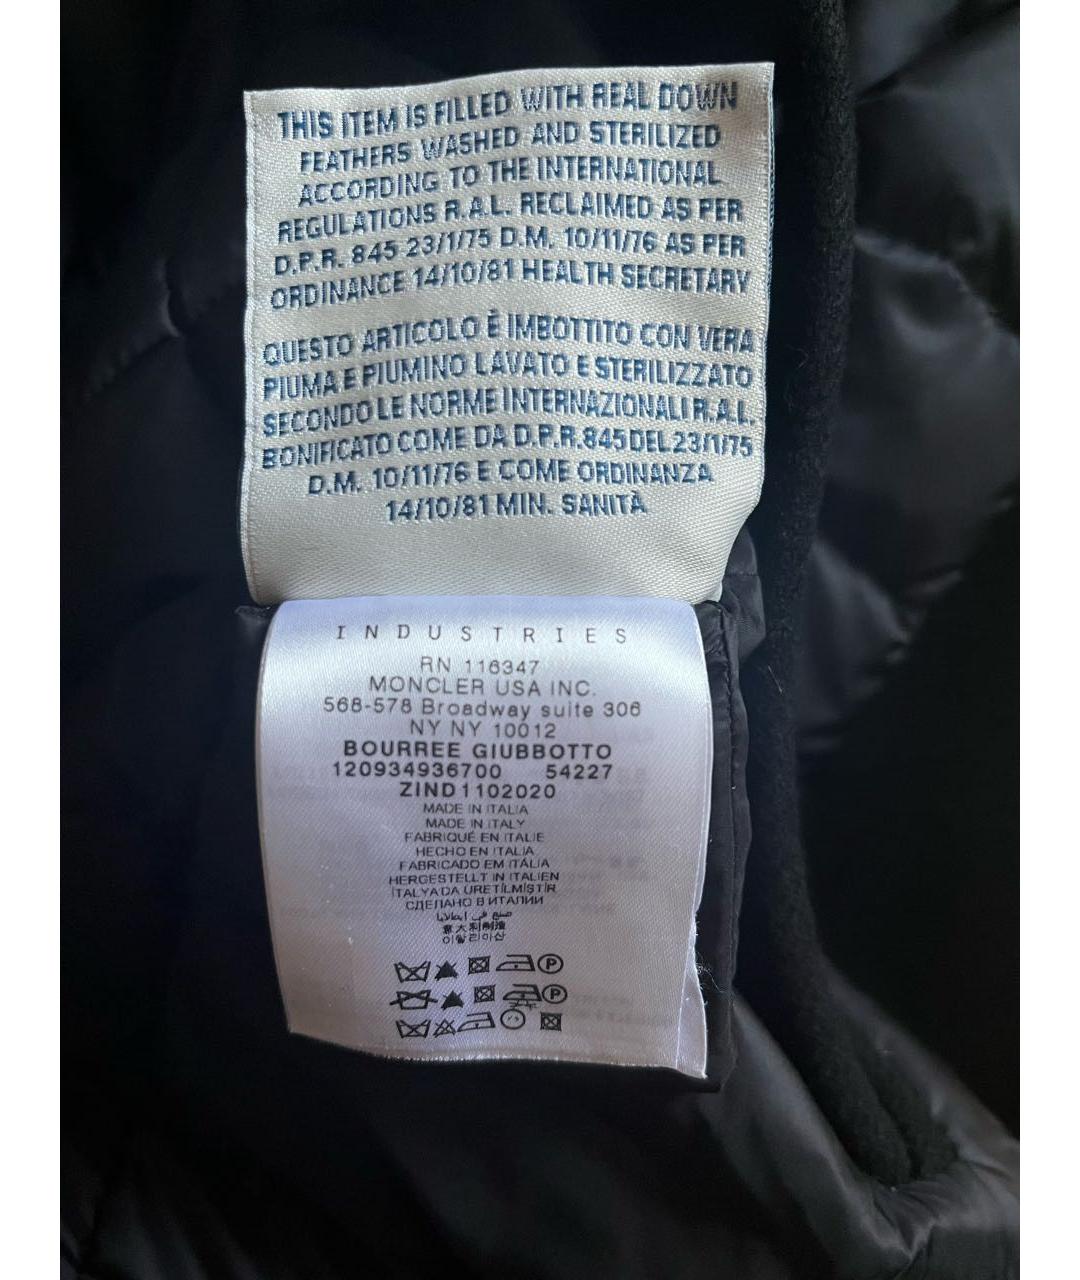 THIS ITEM IS FILLED WITH REAL DOWN
FEATHERS WASHED AND STERILIZED
ACCORDING TO THE INTERNATIONAL
REGULATIONS R.A.L. RECLAIMED AS PER
D.P.R. 845 23/1/75 D.M. 10/11/76 AS PER
ORDINANCE 14/10/81 HEALTH SECRETARY
QUESTO ARTICOLO È IMBOTTITO CON VERA
PIUMA E PIUMINO LAVATO E STERILIZZATO
SECONDO LE NORME INTERNAZIONALI R.A.L.
BONIFICATO COME DA D.P.R. 845 DEL 23/1/75
D.M. 10/11/76 E COME ORDINANZA
14/10/81 MIN. SANITÀ
INDUSTRIES
RN 116347
MONCLER USA INC.
568-578 Broadway suite 306
NY NY 10012
BOURREE GIUBBOTTO
120934936700 54227
ZIND1102020
MADE IN ITALIA
MADE IN ITALY
FABRIQUÉ EN ITALIE
HECHO EN ITALIA
FABRICADO EM ITÁLIA
HERGESTELLT IN ITALIEN
İTALYADA ÜRETİLMİŞTİR
СДЕЛАНО В ИТАЛИИ
صنع في ايطاليا
意大利制造
이탈리아산
P
P